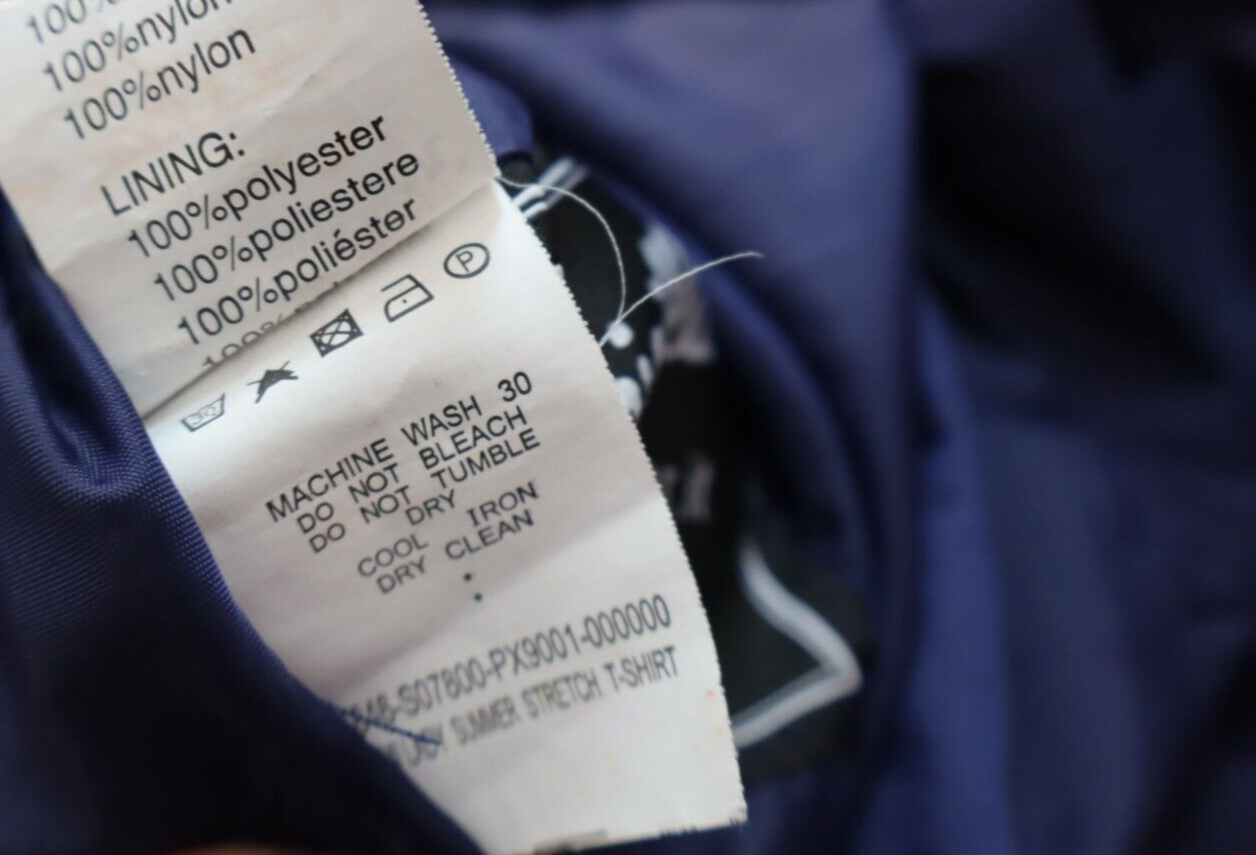 100%nylon
100%nylon
LINING:
100%polyester
100%poliestere
100%poliéster
P
30
MACHINE WASH 30
DO NOT BLEACH
DO NOT TUMBLE
DRY
COOL IRON
DRY CLEAN
-S07800-PX9001-000000
SUMMER STRETCH T-SHIRT